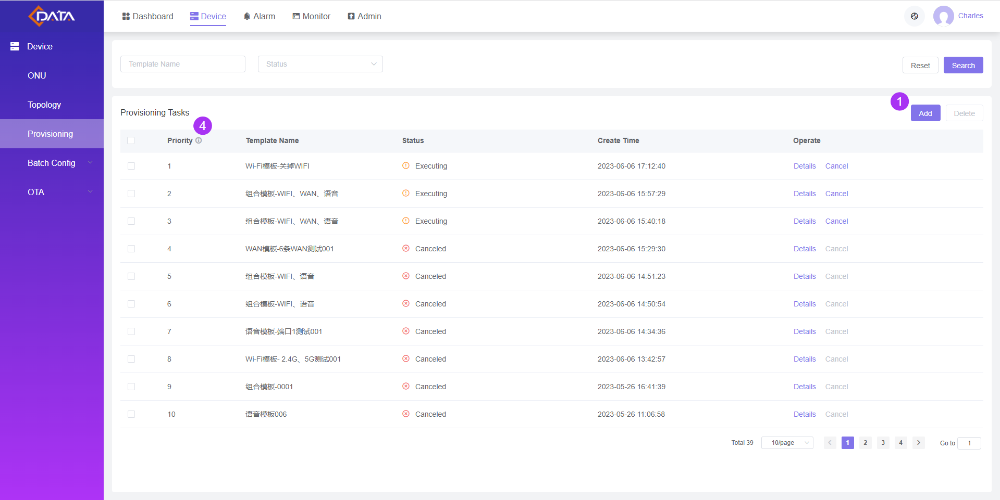 DATA
Dashboard
Device
Alarm
Monitor
Admin
Charles
Device
ONU
Topology
Provisioning
Batch Config
OTA
Template Name
Status
Reset
Search
Provisioning Tasks
4
1
Add
Delete
Priority Template Name Status Create Time Operate
1 Wi-Fi模板-关掉WIFI Executing 2023-06-06 17:12:40 Details Cancel
2 组合模板-WIFI、WAN、语音 Executing 2023-06-06 15:57:29 Details Cancel
3 组合模板-WIFI、WAN、语音 Executing 2023-06-06 15:40:18 Details Cancel
4 WAN模板-6条WAN测试001 Canceled 2023-06-06 15:29:30 Details Cancel
5 组合模板-WIFI、语音 Canceled 2023-06-06 14:51:23 Details Cancel
6 组合模板-WIFI、语音 Canceled 2023-06-06 14:50:54 Details Cancel
7 语音模板-端口1测试001 Canceled 2023-06-06 14:34:36 Details Cancel
8 Wi-Fi模板- 2.4G、5G测试001 Canceled 2023-06-06 13:42:57 Details Cancel
9 组合模板-0001 Canceled 2023-05-26 16:41:39 Details Cancel
10 语音模板006 Canceled 2023-05-26 11:06:58 Details Cancel
Total 39 10/page < 1 2 3 4 > Go to 1